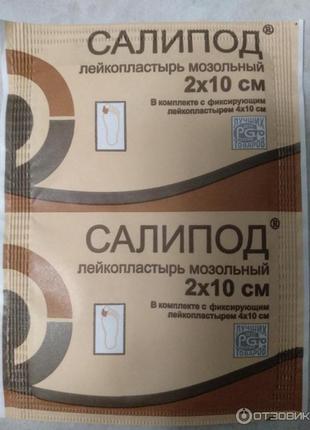 САЛИПОД®
лейкопластырь мозольный
2х10 см
В комплекте с фиксирующим
лейкопластырем 4х10 см
ЛУЧШИХ
ТОВАРОВ
САЛИПОД®
лейкопластырь мозольный
2х10 см
В комплекте с фиксирующим
лейкопластырем 4х10 см
ЛУЧШИХ
ТОВАРОВ
ОТЗОВИК